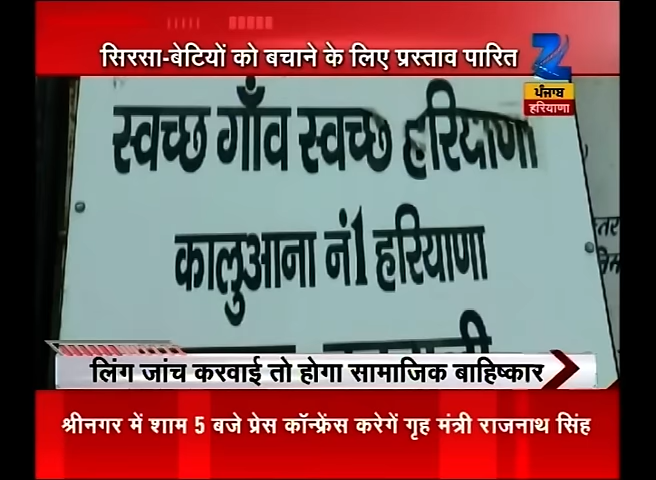 सिरसा-बेटियों को बचाने के लिए प्रस्ताव पारित
ਪੰਜਾਬ
हरियाणा
स्वच्छ गाँव स्वच्छ हरियाणा
कालुआना नं1 हरियाणा
लिंग जांच करवाई तो होगा सामाजिक बाहिष्कार
श्रीनगर में शाम 5 बजे प्रेस कॉन्फ्रेंस करेगें गृह मंत्री राजनाथ सिंह